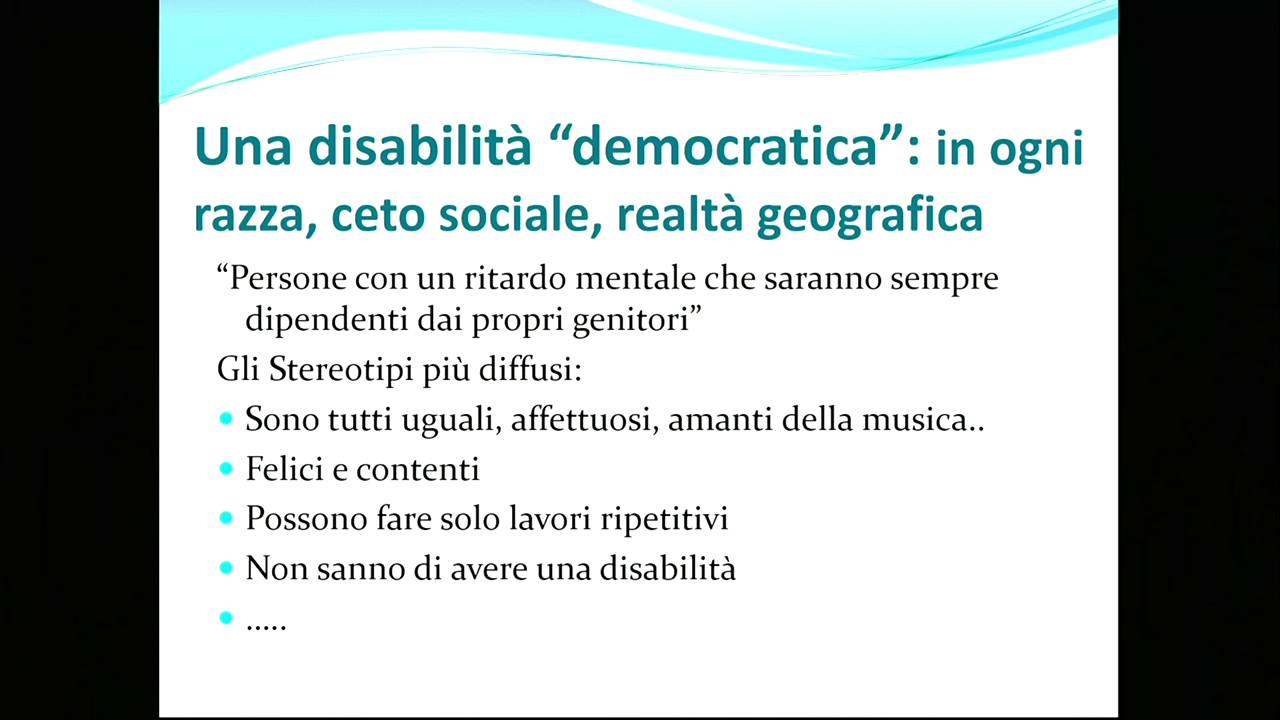 Una disabilità “democratica”: in ogni
razza, ceto sociale, realtà geografica
“Persone con un ritardo mentale che saranno sempre
dipendenti dai propri genitori”
Gli Stereotipi più diffusi:
Sono tutti uguali, affettuosi, amanti della musica..
Felici e contenti
Possono fare solo lavori ripetitivi
Non sanno di avere una disabilità
.....